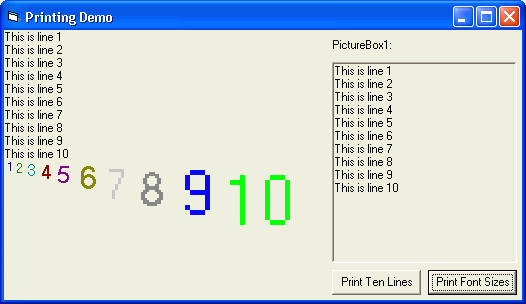 Printing Demo
This is line 1
This is line 2
This is line 3
This is line 4
This is line 5
This is line 6
This is line 7
This is line 8
This is line 9
This is line 10
1 2 3 4 5 6 7 8 9 10
PictureBox1:
This is line 1
This is line 2
This is line 3
This is line 4
This is line 5
This is line 6
This is line 7
This is line 8
This is line 9
This is line 10
Print Ten Lines
Print Font Sizes